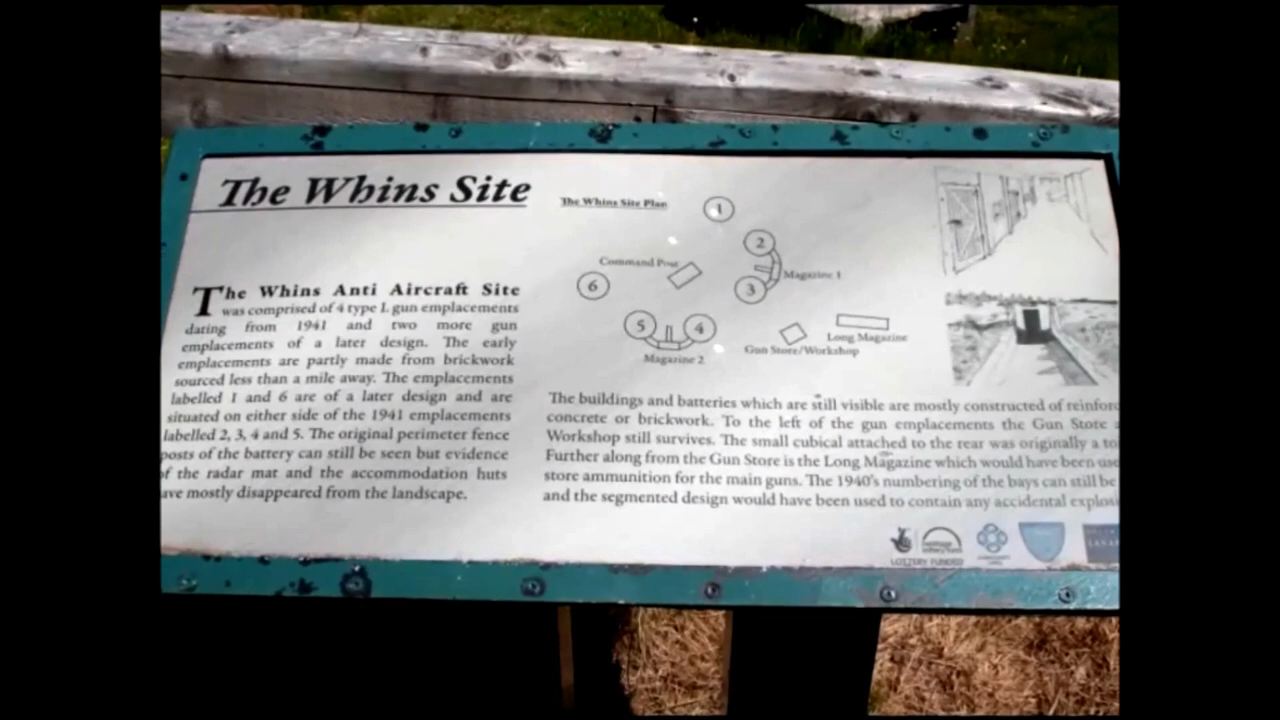 The Whins Site
The Whins Anti Aircraft Site
was comprised of 4 type L gun emplacements
dating from 1941 and two more gun
emplacements of a later design. The early
emplacements are partly made from brickwork
sourced less than a mile away. The emplacements
labelled 1 and 6 are of a later design and are
situated on either side of the 1941 emplacements
labelled 2, 3, 4 and 5. The original perimeter fence
posts of the battery can still be seen but evidence
of the radar mat and the accommodation huts
ave mostly disappeared from the landscape.
The Whins Site Plan
1
2
Command Post
Magazine 1
6
3
5
4
Magazine 2
Long Magazine
Gun Store/Workshop
The buildings and batteries which are still visible are mostly constructed of reinforc
concrete or brickwork. To the left of the gun emplacements the Gun Store
Workshop still survives. The small cubical attached to the rear was originally a to
Further along from the Gun Store is the Long Magazine which would have been use
store ammunition for the main guns. The 1940's numbering of the bays can still be
and the segmented design would have been used to contain any accidental explosi
heritage
lottery fund
LOTTERY FUNDED